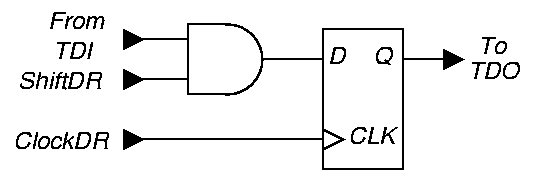 From
TDI
ShiftDR
ClockDR
D
Q
CLK
To
TDO